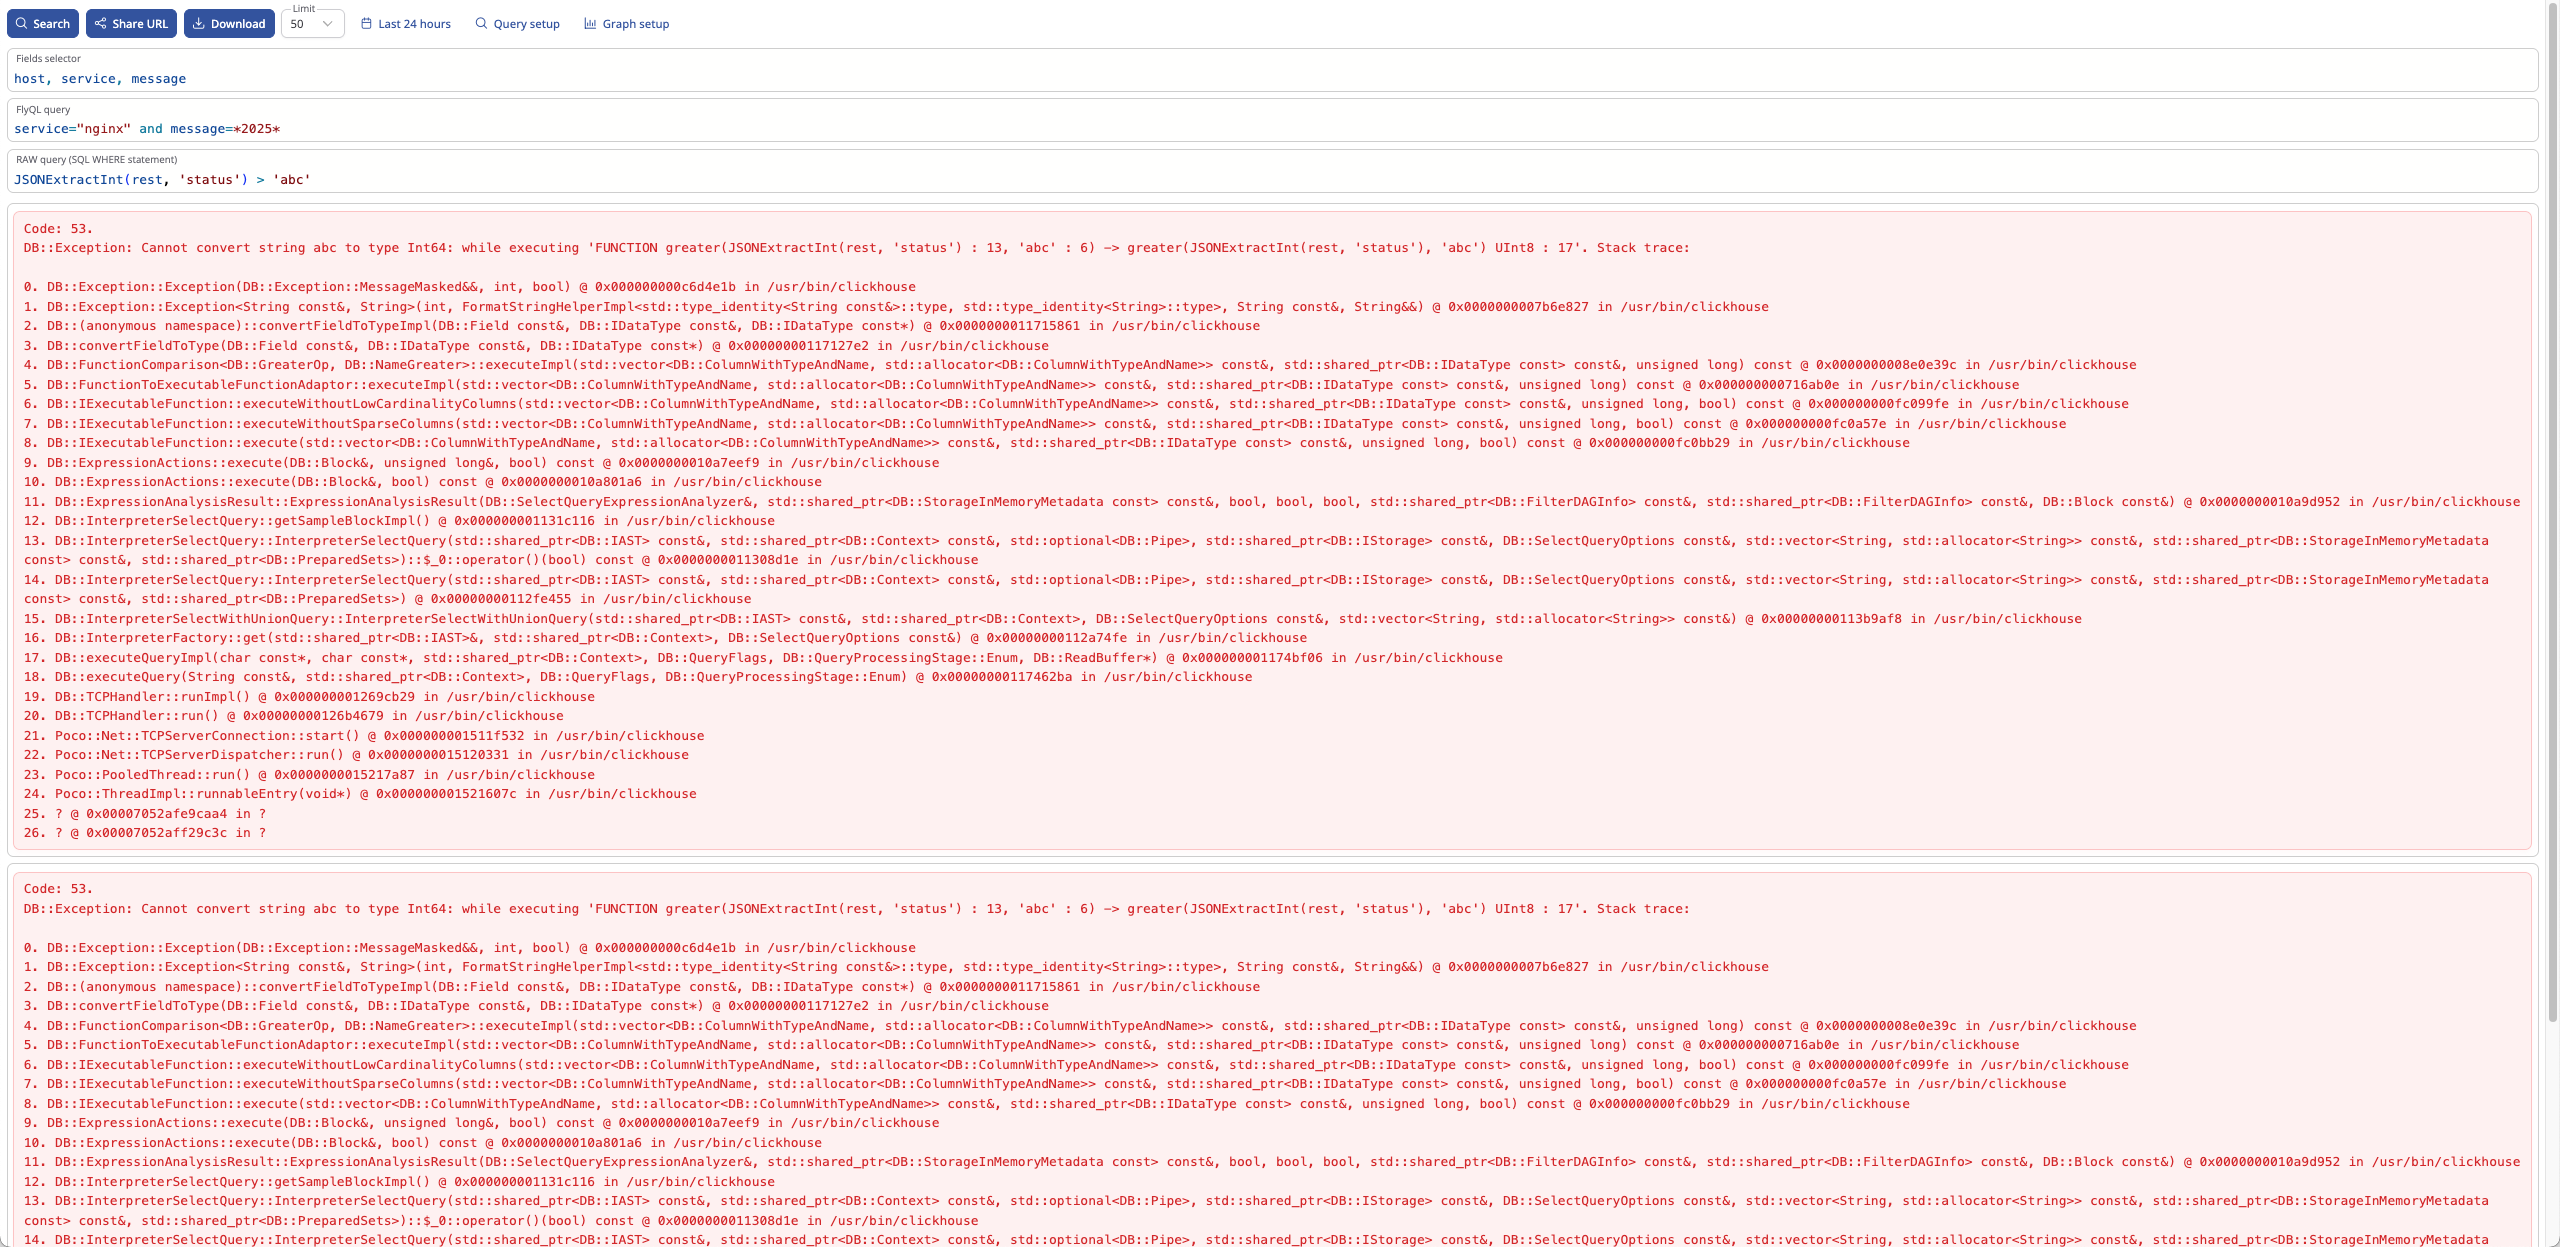 Search Share URL Download Limit 50 Last 24 hours Query setup Graph setup
Fields selector
host, service, message
FlyQL query
service="nginx" and message=*2025*
RAW query (SQL WHERE statement)
JSONExtractInt(rest, 'status') > 'abc'
Code: 53.
DB::Exception: Cannot convert string abc to type Int64: while executing 'FUNCTION greater(JSONExtractInt(rest, 'status') : 13, 'abc' : 6) -> greater(JSONExtractInt(rest, 'status'), 'abc') UInt8 : 17'. Stack trace:
0. DB::Exception::Exception(DB::Exception::MessageMasked&&, int, bool) @ 0x000000000c6d4e1b in /usr/bin/clickhouse
1. DB::Exception::Exception<String const&, String>(int, FormatStringHelperImpl<std::type_identity<String const&>::type, std::type_identity<String>::type>, String const&, String&&) @ 0x0000000007b6e827 in /usr/bin/clickhouse
2. DB::(anonymous namespace)::convertFieldToTypeImpl(DB::Field const&, DB::IDataType const&, DB::IDataType const*) @ 0x0000000011715861 in /usr/bin/clickhouse
3. DB::convertFieldToType(DB::Field const&, DB::IDataType const&, DB::IDataType const*) @ 0x00000000117127e2 in /usr/bin/clickhouse
4. DB::FunctionComparison<DB::GreaterOp, DB::NameGreater>::executeImpl(std::vector<DB::ColumnWithTypeAndName, std::allocator<DB::ColumnWithTypeAndName>> const&, std::shared_ptr<DB::IDataType const> const&, unsigned long) const @ 0x0000000008e0e39c in /usr/bin/clickhouse
5. DB::FunctionToExecutableFunctionAdaptor::executeImpl(std::vector<DB::ColumnWithTypeAndName, std::allocator<DB::ColumnWithTypeAndName>> const&, std::shared_ptr<DB::IDataType const> const&, unsigned long) const @ 0x000000000716ab0e in /usr/bin/clickhouse
6. DB::IExecutableFunction::executeWithoutLowCardinalityColumns(std::vector<DB::ColumnWithTypeAndName, std::allocator<DB::ColumnWithTypeAndName>> const&, std::shared_ptr<DB::IDataType const> const&, unsigned long, bool) const @ 0x000000000fc099fe in /usr/bin/clickhouse
7. DB::IExecutableFunction::executeWithoutSparseColumns(std::vector<DB::ColumnWithTypeAndName, std::allocator<DB::ColumnWithTypeAndName>> const&, std::shared_ptr<DB::IDataType const> const&, unsigned long, bool) const @ 0x000000000fc0a57e in /usr/bin/clickhouse
8. DB::IExecutableFunction::execute(std::vector<DB::ColumnWithTypeAndName, std::allocator<DB::ColumnWithTypeAndName>> const&, std::shared_ptr<DB::IDataType const> const&, unsigned long, bool) const @ 0x000000000fc0bb29 in /usr/bin/clickhouse
9. DB::ExpressionActions::execute(DB::Block&, unsigned long&, bool) const @ 0x0000000010a7eef9 in /usr/bin/clickhouse
10. DB::ExpressionActions::execute(DB::Block&, bool) const @ 0x0000000010a801a6 in /usr/bin/clickhouse
11. DB::ExpressionAnalysisResult::ExpressionAnalysisResult(DB::SelectQueryExpressionAnalyzer&, std::shared_ptr<DB::StorageInMemoryMetadata const> const&, bool, bool, bool, std::shared_ptr<DB::FilterDAGInfo> const&, std::shared_ptr<DB::FilterDAGInfo> const&, DB::Block const&) @ 0x0000000010a9d952 in /usr/bin/clickhouse
12. DB::InterpreterSelectQuery::getSampleBlockImpl() @ 0x000000001131c116 in /usr/bin/clickhouse
13. DB::InterpreterSelectQuery::InterpreterSelectQuery(std::shared_ptr<DB::IAST> const&, std::shared_ptr<DB::Context> const&, std::optional<DB::Pipe>, std::shared_ptr<DB::IStorage> const&, DB::SelectQueryOptions const&, std::vector<String, std::allocator<String>> const&, std::shared_ptr<DB::StorageInMemoryMetadata
const> const&, std::shared_ptr<DB::PreparedSets>)::$_0::operator()(bool) const @ 0x0000000011308d1e in /usr/bin/clickhouse
14. DB::InterpreterSelectQuery::InterpreterSelectQuery(std::shared_ptr<DB::IAST> const&, std::shared_ptr<DB::Context> const&, std::optional<DB::Pipe>, std::shared_ptr<DB::IStorage> const&, DB::SelectQueryOptions const&, std::vector<String, std::allocator<String>> const&, std::shared_ptr<DB::StorageInMemoryMetadata
const> const&, std::shared_ptr<DB::PreparedSets>) @ 0x00000000112fe455 in /usr/bin/clickhouse
15. DB::InterpreterSelectWithUnionQuery::InterpreterSelectWithUnionQuery(std::shared_ptr<DB::IAST> const&, std::shared_ptr<DB::Context>, DB::SelectQueryOptions const&, std::vector<String, std::allocator<String>> const&) @ 0x00000000113b9af8 in /usr/bin/clickhouse
16. DB::InterpreterFactory::get(std::shared_ptr<DB::IAST>&, std::shared_ptr<DB::Context>, DB::SelectQueryOptions const&) @ 0x00000000112a74fe in /usr/bin/clickhouse
17. DB::executeQueryImpl(char const*, char const*, std::shared_ptr<DB::Context>, DB::QueryFlags, DB::QueryProcessingStage::Enum, DB::ReadBuffer*) @ 0x000000001174bf06 in /usr/bin/clickhouse
18. DB::executeQuery(String const&, std::shared_ptr<DB::Context>, DB::QueryFlags, DB::QueryProcessingStage::Enum) @ 0x00000000117462ba in /usr/bin/clickhouse
19. DB::TCPHandler::runImpl() @ 0x000000001269cb29 in /usr/bin/clickhouse
20. DB::TCPHandler::run() @ 0x00000000126b4679 in /usr/bin/clickhouse
21. Poco::Net::TCPServerConnection::start() @ 0x000000001511f532 in /usr/bin/clickhouse
22. Poco::Net::TCPServerDispatcher::run() @ 0x0000000015120331 in /usr/bin/clickhouse
23. Poco::PooledThread::run() @ 0x0000000015217a87 in /usr/bin/clickhouse
24. Poco::ThreadImpl::runnableEntry(void*) @ 0x000000001521607c in /usr/bin/clickhouse
25. ? @ 0x00007052afe9caa4 in ?
26. ? @ 0x00007052aff29c3c in ?
Code: 53.
DB::Exception: Cannot convert string abc to type Int64: while executing 'FUNCTION greater(JSONExtractInt(rest, 'status') : 13, 'abc' : 6) -> greater(JSONExtractInt(rest, 'status'), 'abc') UInt8 : 17'. Stack trace:
0. DB::Exception::Exception(DB::Exception::MessageMasked&&, int, bool) @ 0x000000000c6d4e1b in /usr/bin/clickhouse
1. DB::Exception::Exception<String const&, String>(int, FormatStringHelperImpl<std::type_identity<String const&>::type, std::type_identity<String>::type>, String const&, String&&) @ 0x0000000007b6e827 in /usr/bin/clickhouse
2. DB::(anonymous namespace)::convertFieldToTypeImpl(DB::Field const&, DB::IDataType const&, DB::IDataType const*) @ 0x0000000011715861 in /usr/bin/clickhouse
3. DB::convertFieldToType(DB::Field const&, DB::IDataType const&, DB::IDataType const*) @ 0x00000000117127e2 in /usr/bin/clickhouse
4. DB::FunctionComparison<DB::GreaterOp, DB::NameGreater>::executeImpl(std::vector<DB::ColumnWithTypeAndName, std::allocator<DB::ColumnWithTypeAndName>> const&, std::shared_ptr<DB::IDataType const> const&, unsigned long) const @ 0x0000000008e0e39c in /usr/bin/clickhouse
5. DB::FunctionToExecutableFunctionAdaptor::executeImpl(std::vector<DB::ColumnWithTypeAndName, std::allocator<DB::ColumnWithTypeAndName>> const&, std::shared_ptr<DB::IDataType const> const&, unsigned long) const @ 0x000000000716ab0e in /usr/bin/clickhouse
6. DB::IExecutableFunction::executeWithoutLowCardinalityColumns(std::vector<DB::ColumnWithTypeAndName, std::allocator<DB::ColumnWithTypeAndName>> const&, std::shared_ptr<DB::IDataType const> const&, unsigned long, bool) const @ 0x000000000fc099fe in /usr/bin/clickhouse
7. DB::IExecutableFunction::executeWithoutSparseColumns(std::vector<DB::ColumnWithTypeAndName, std::allocator<DB::ColumnWithTypeAndName>> const&, std::shared_ptr<DB::IDataType const> const&, unsigned long, bool) const @ 0x000000000fc0a57e in /usr/bin/clickhouse
8. DB::IExecutableFunction::execute(std::vector<DB::ColumnWithTypeAndName, std::allocator<DB::ColumnWithTypeAndName>> const&, std::shared_ptr<DB::IDataType const> const&, unsigned long, bool) const @ 0x000000000fc0bb29 in /usr/bin/clickhouse
9. DB::ExpressionActions::execute(DB::Block&, unsigned long&, bool) const @ 0x0000000010a7eef9 in /usr/bin/clickhouse
10. DB::ExpressionActions::execute(DB::Block&, bool) const @ 0x0000000010a801a6 in /usr/bin/clickhouse
11. DB::ExpressionAnalysisResult::ExpressionAnalysisResult(DB::SelectQueryExpressionAnalyzer&, std::shared_ptr<DB::StorageInMemoryMetadata const> const&, bool, bool, bool, std::shared_ptr<DB::FilterDAGInfo> const&, std::shared_ptr<DB::FilterDAGInfo> const&, DB::Block const&) @ 0x0000000010a9d952 in /usr/bin/clickhouse
12. DB::InterpreterSelectQuery::getSampleBlockImpl() @ 0x000000001131c116 in /usr/bin/clickhouse
13. DB::InterpreterSelectQuery::InterpreterSelectQuery(std::shared_ptr<DB::IAST> const&, std::shared_ptr<DB::Context> const&, std::optional<DB::Pipe>, std::shared_ptr<DB::IStorage> const&, DB::SelectQueryOptions const&, std::vector<String, std::allocator<String>> const&, std::shared_ptr<DB::StorageInMemoryMetadata
const> const&, std::shared_ptr<DB::PreparedSets>)::$_0::operator()(bool) const @ 0x0000000011308d1e in /usr/bin/clickhouse
14. DB::InterpreterSelectQuery::InterpreterSelectQuery(std::shared_ptr<DB::IAST> const&, std::shared_ptr<DB::Context> const&, std::optional<DB::Pipe>, std::shared_ptr<DB::IStorage> const&, DB::SelectQueryOptions const&, std::vector<String, std::allocator<String>> const&, std::shared_ptr<DB::StorageInMemoryMetadata